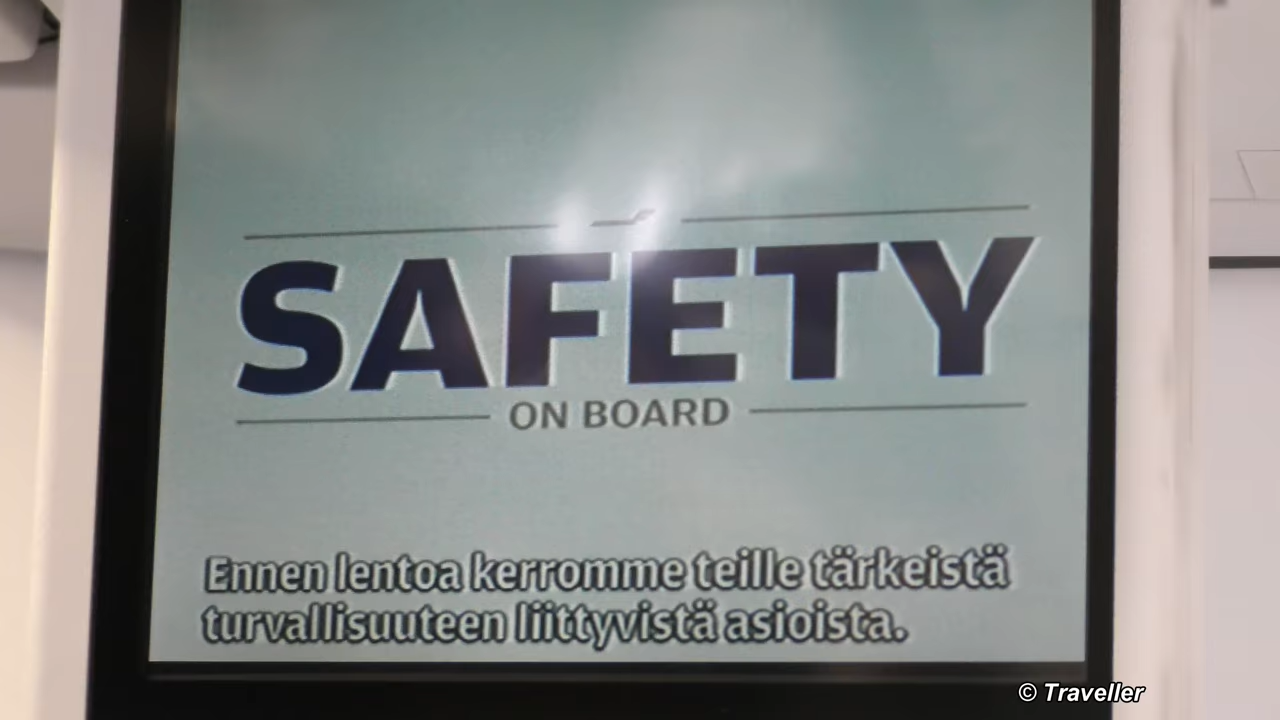 SAFETY
ON BOARD
Ennen lentoa kerromme teille tärkeistä
turvallisuuteen liittyvistä asioista.
© Traveller